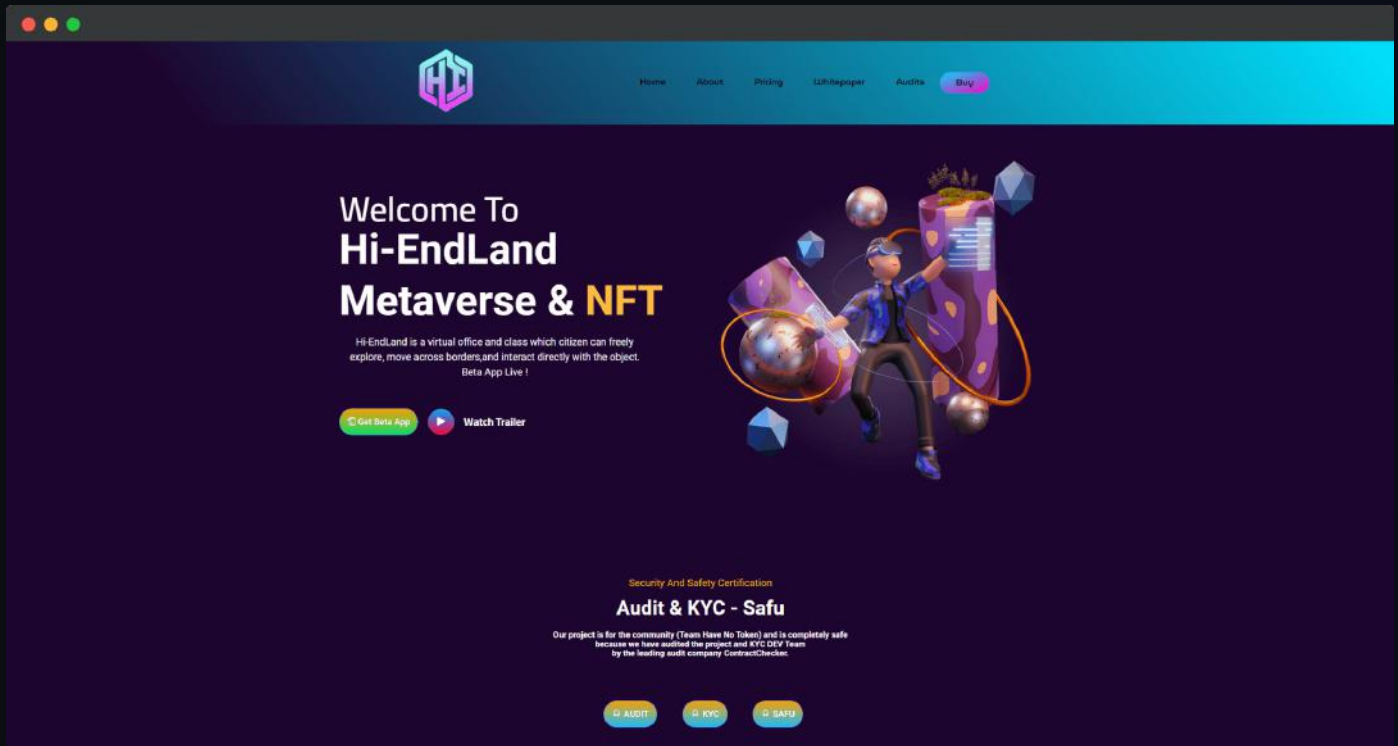 HI
Home About Pricing Whitepaper Audits Buy
Welcome To
Hi-EndLand
Metaverse & NFT
Hi-EndLand is a virtual office and class which citizen can freely
explore, move across borders,and interact directly with the object.
Beta App Live !
Get Beta App Watch Trailer
Security And Safety Certification
Audit & KYC - Safu
Our project is for the community (Team Have No Token) and is completely safe
because we have audited the project and KYC DEV Team
by the leading audit company ContractChecker.
AUDIT KYC SAFU